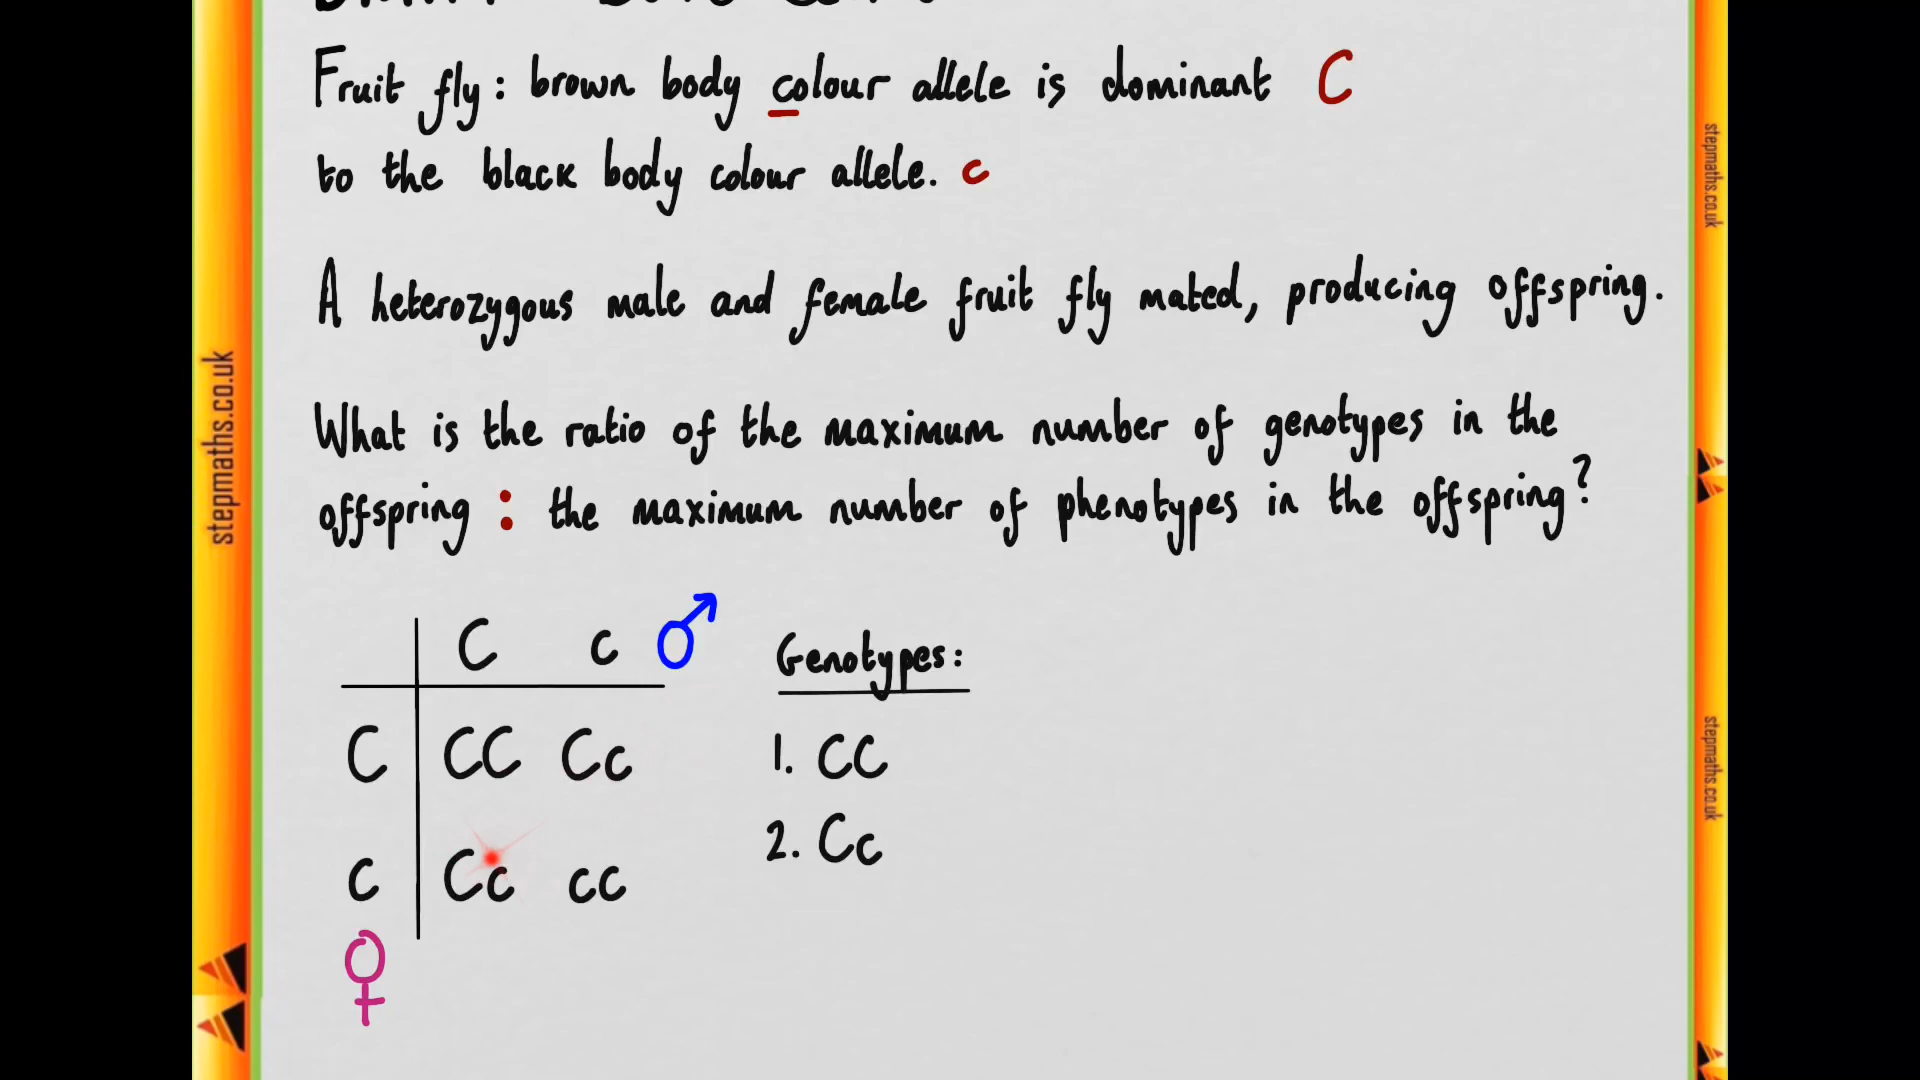 Fruit fly: brown body colour allele is dominant C
to the black body colour allele. c
A heterozygous male and female fruit fly mated, producing offspring.
What is the ratio of the maximum number of genotypes in the
offspring : the maximum number of phenotypes in the offspring?
C c ♂
C CC Cc
c Cc cc
♀
Genotypes:
1. CC
2. Cc
stepmaths.co.uk
stepmaths.co.uk
stepmaths.co.uk